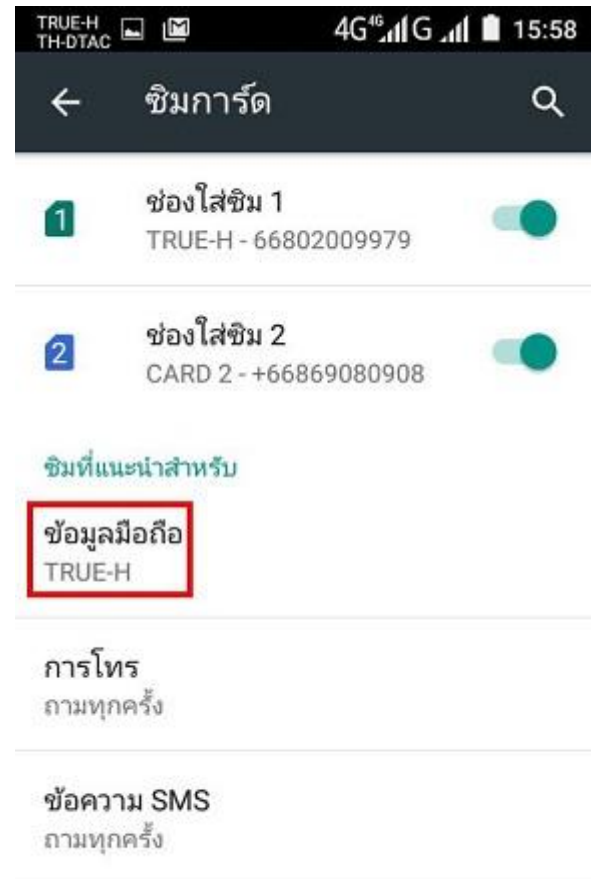 TRUE-H
TH-DTAC
4G 4G G 15:58
ซิมการ์ด
1
ช่องใส่ซิม 1
TRUE-H - 66802009979
2
ช่องใส่ซิม 2
CARD 2 - +66869080908
ซิมที่แนะนำสำหรับ
ข้อมูลมือถือ
TRUE-H
การโทร
ถามทุกครั้ง
ข้อความ SMS
ถามทุกครั้ง